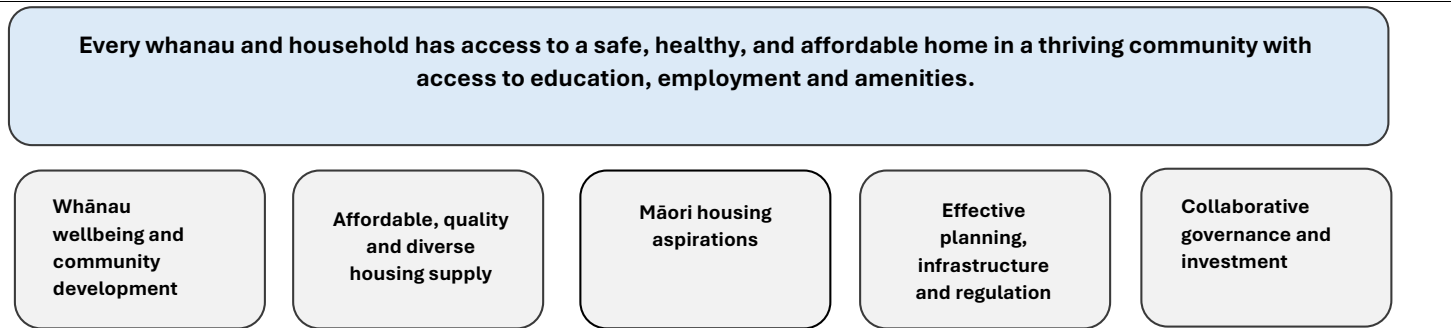 Every whanau and household has access to a safe, healthy, and affordable home in a thriving community with
access to education, employment and amenities.
Whānau
wellbeing and
community
development
Affordable, quality
and diverse
housing supply
Māori housing
aspirations
Effective
planning,
infrastructure
and regulation
Collaborative
governance and
investment